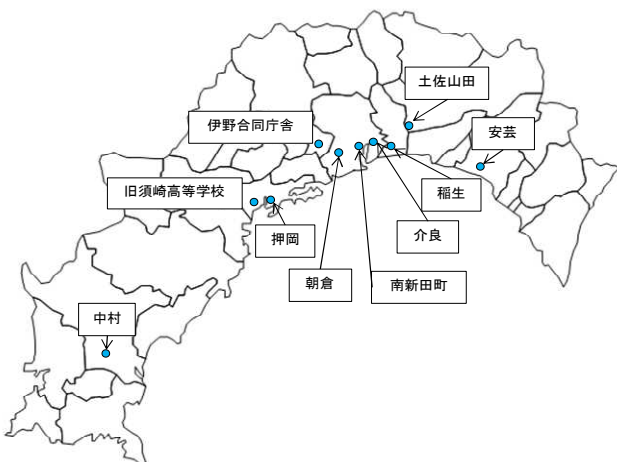 土佐山田
伊野合同庁舎
安芸
旧須崎高等学校
稲生
押岡
介良
朝倉
南新田町
中村